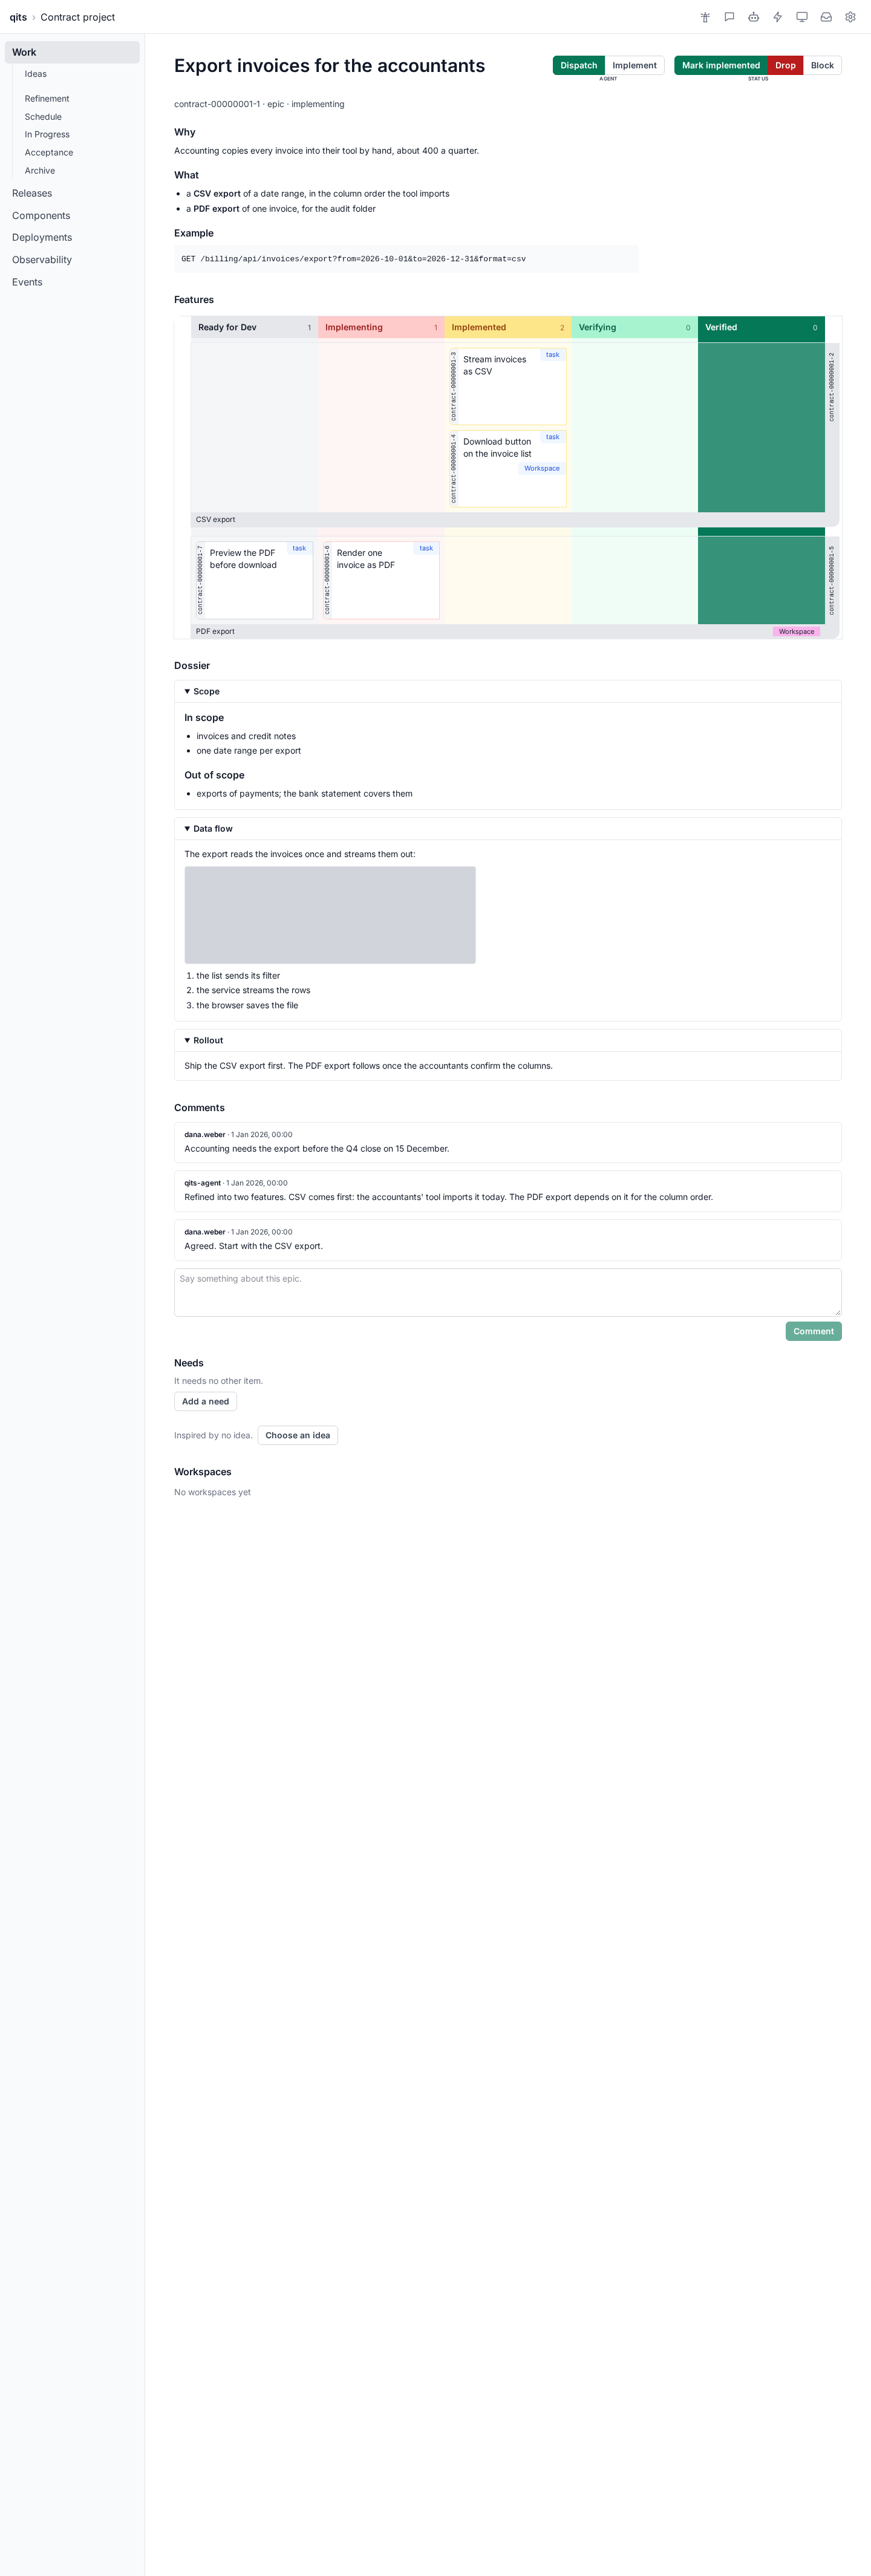 qits › Contract project
Work
Ideas
Refinement
Schedule
In Progress
Acceptance
Archive
Releases
Components
Deployments
Observability
Events
Export invoices for the accountants
Dispatch Implement
AGENT
Mark implemented Drop Block
STATUS
contract-00000001-1 · epic · implementing
Why
Accounting copies every invoice into their tool by hand, about 400 a quarter.
What
• a CSV export of a date range, in the column order the tool imports
• a PDF export of one invoice, for the audit folder
Example
GET /billing/api/invoices/export?from=2026-10-01&to=2026-12-31&format=csv
Features
Ready for Dev 1
Implementing 1
Implemented 2
Verifying 0
Verified 0
contract-00000001-3
Stream invoices
as CSV
task
contract-00000001-4
Download button
on the invoice list
task
Workspace
contract-00000001-2
CSV export
contract-00000001-7
Preview the PDF
before download
task
contract-00000001-6
Render one
invoice as PDF
task
contract-00000001-5
PDF export
Workspace
Dossier
▼ Scope
In scope
• invoices and credit notes
• one date range per export
Out of scope
• exports of payments; the bank statement covers them
▼ Data flow
The export reads the invoices once and streams them out:
1. the list sends its filter
2. the service streams the rows
3. the browser saves the file
▼ Rollout
Ship the CSV export first. The PDF export follows once the accountants confirm the columns.
Comments
dana.weber · 1 Jan 2026, 00:00
Accounting needs the export before the Q4 close on 15 December.
qits-agent · 1 Jan 2026, 00:00
Refined into two features. CSV comes first: the accountants' tool imports it today. The PDF export depends on it for the column order.
dana.weber · 1 Jan 2026, 00:00
Agreed. Start with the CSV export.
Say something about this epic.
Comment
Needs
It needs no other item.
Add a need
Inspired by no idea. Choose an idea
Workspaces
No workspaces yet